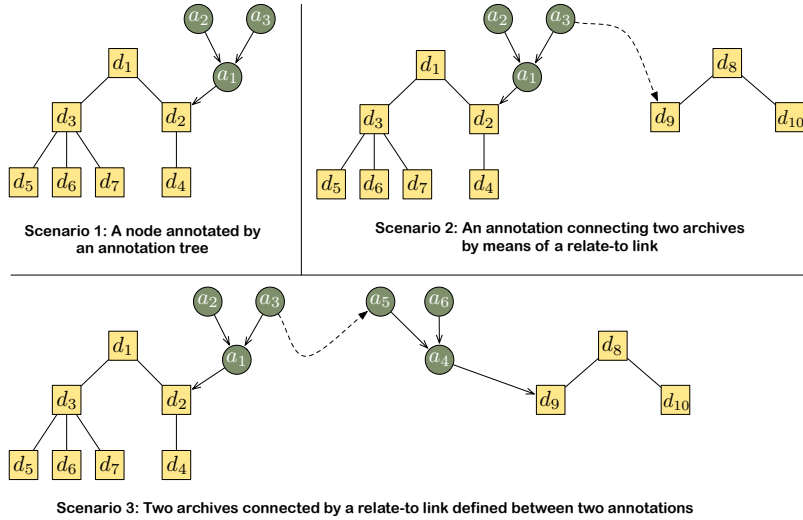 a2 a3
a1
d1
d3 d2
d5 d6 d7 d4
Scenario 1: A node annotated by
an annotation tree
a2 a3
d1 a1 d8
d3 d2 d9 d10
d5 d6 d7 d4
Scenario 2: An annotation connecting two archives
by means of a relate-to link
a2 a3 a5 a6
d1 a1 a4 d8
d3 d2 d9 d10
d5 d6 d7 d4
Scenario 3: Two archives connected by a relate-to link defined between two annotations